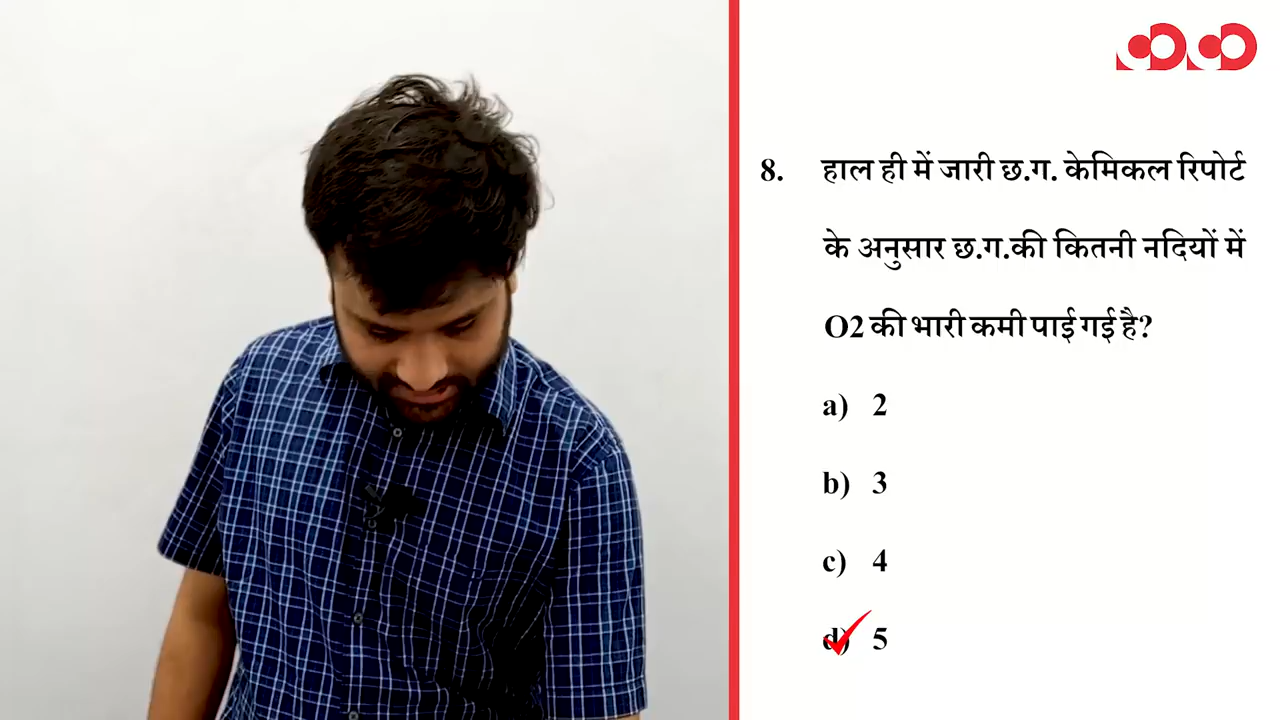 8. हाल ही में जारी छ.ग. केमिकल रिपोर्ट
के अनुसार छ.ग.की कितनी नदियों में
O2 की भारी कमी पाई गई है?
a) 2
b) 3
c) 4
d) 5